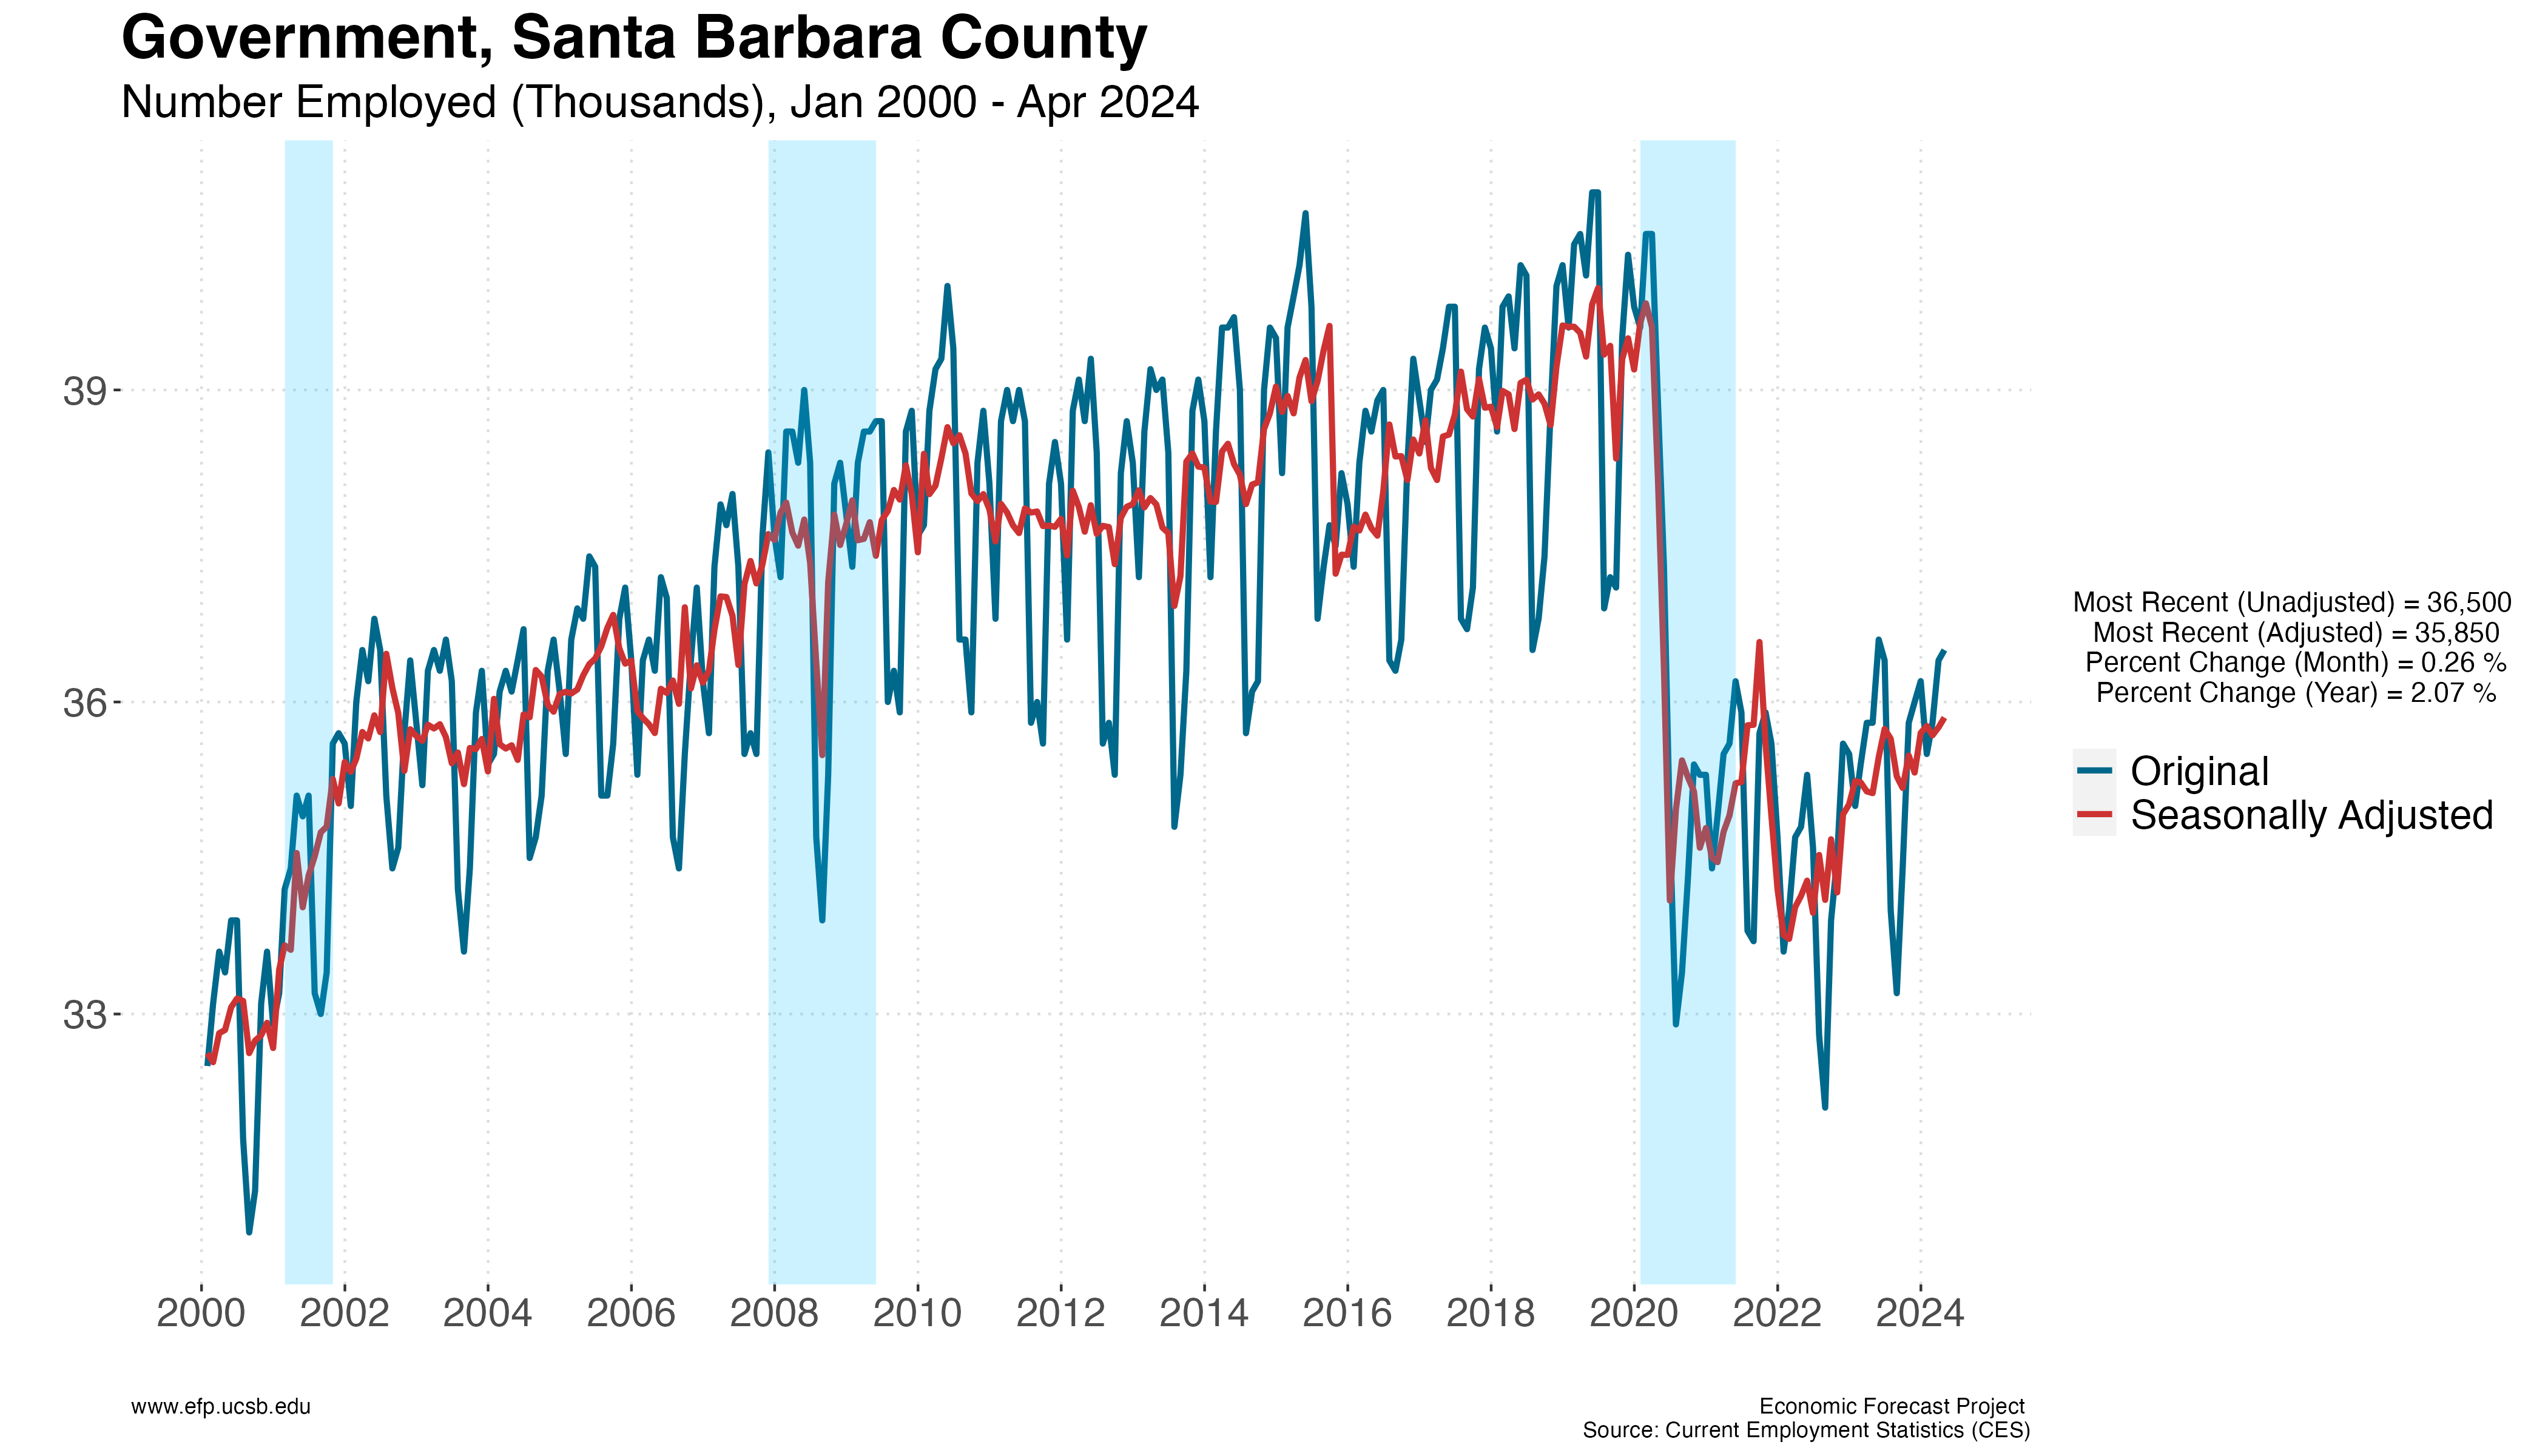 Government, Santa Barbara County
Number Employed (Thousands), Jan 2000 - Apr 2024
39
36
33
2000 2002 2004 2006 2008 2010 2012 2014 2016 2018 2020 2022 2024
Most Recent (Unadjusted) = 36,500
Most Recent (Adjusted) = 35,850
Percent Change (Month) = 0.26 %
Percent Change (Year) = 2.07 %
Original
Seasonally Adjusted
www.efp.ucsb.edu
Economic Forecast Project
Source: Current Employment Statistics (CES)